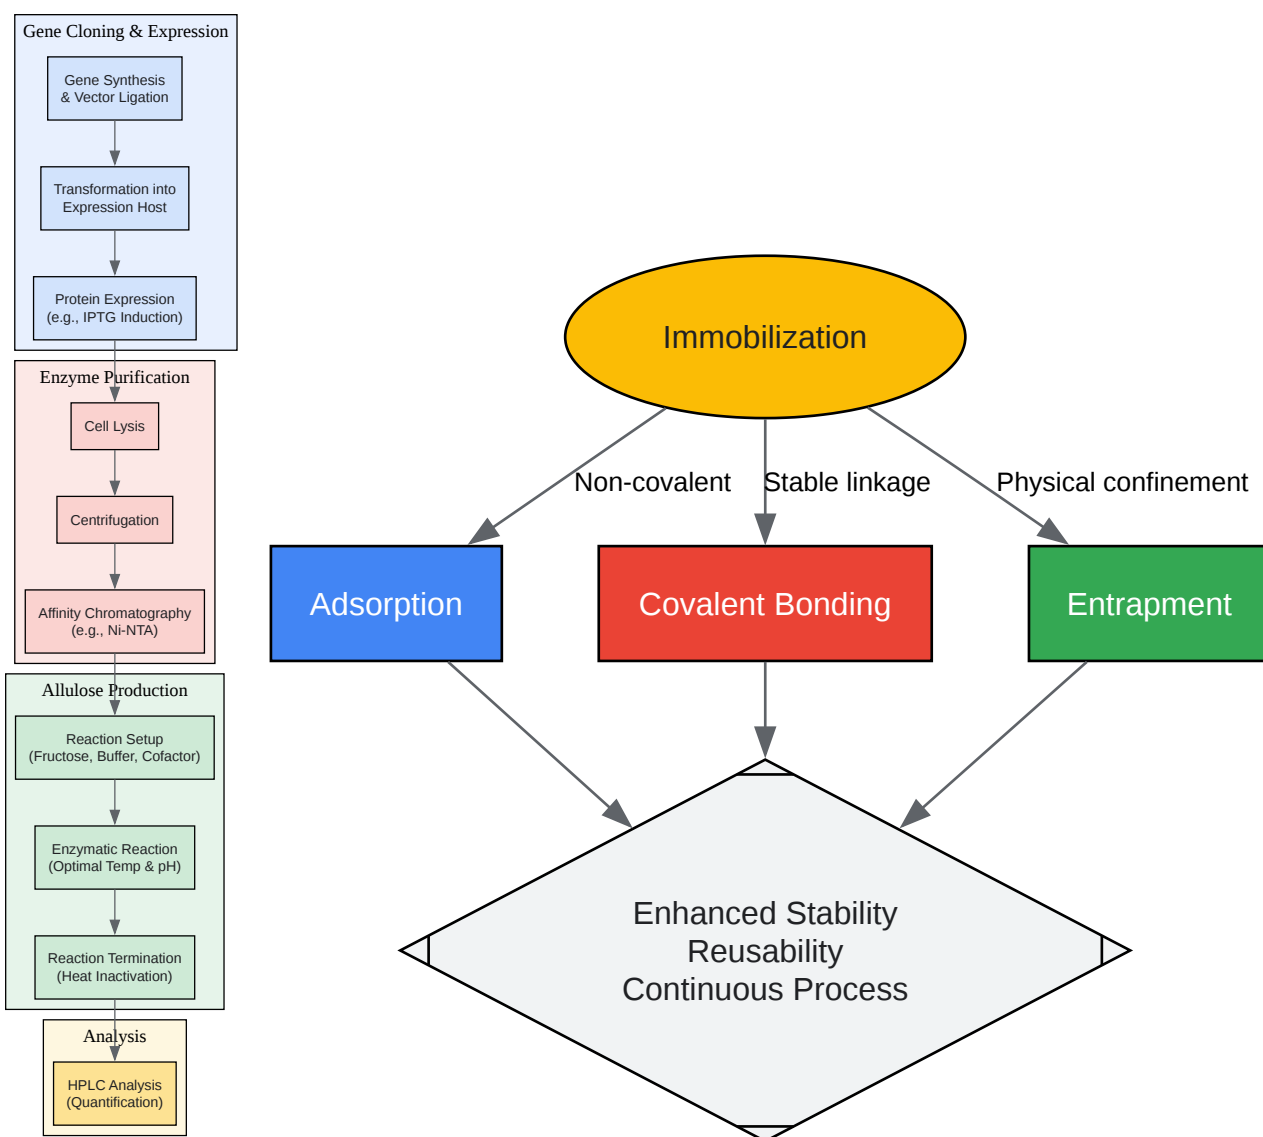 Gene Cloning & Expression
Gene Synthesis
& Vector Ligation
Transformation into
Expression Host
Protein Expression
(e.g., IPTG Induction)
Enzyme Purification
Cell Lysis
Centrifugation
Affinity Chromatography
(e.g., Ni-NTA)
Allulose Production
Reaction Setup
(Fructose, Buffer, Cofactor)
Enzymatic Reaction
(Optimal Temp & pH)
Reaction Termination
(Heat Inactivation)
Analysis
HPLC Analysis
(Quantification)
Immobilization
Non-covalent
Stable linkage
Physical confinement
Adsorption
Covalent Bonding
Entrapment
Enhanced Stability
Reusability
Continuous Process